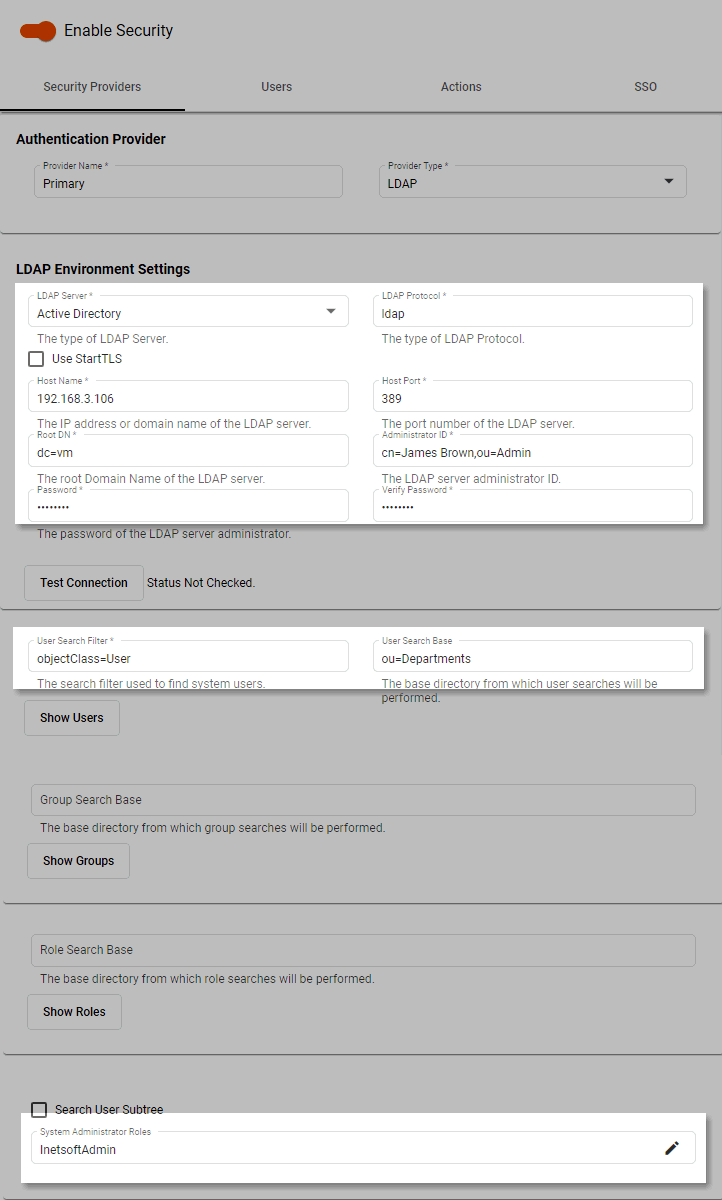 Enable Security
Security Providers Users Actions SSO
Authentication Provider
Provider Name * Provider Type *
Primary LDAP
LDAP Environment Settings
LDAP Server * LDAP Protocol *
Active Directory ldap
The type of LDAP Server. The type of LDAP Protocol.
Use StartTLS
Host Name * Host Port *
192.168.3.106 389
The IP address or domain name of the LDAP server. The port number of the LDAP server.
Root DN * Administrator ID *
dc=vm cn=James Brown,ou=Admin
The root Domain Name of the LDAP server. The LDAP server administrator ID.
Password * Verify Password *
•••••••• ••••••••
The password of the LDAP server administrator.
Test Connection Status Not Checked.
User Search Filter * User Search Base
objectClass=User ou=Departments
The search filter used to find system users. The base directory from which user searches will be
performed.
Show Users
Group Search Base
The base directory from which group searches will be performed.
Show Groups
Role Search Base
The base directory from which role searches will be performed.
Show Roles
Search User Subtree
System Administrator Roles
InetsoftAdmin